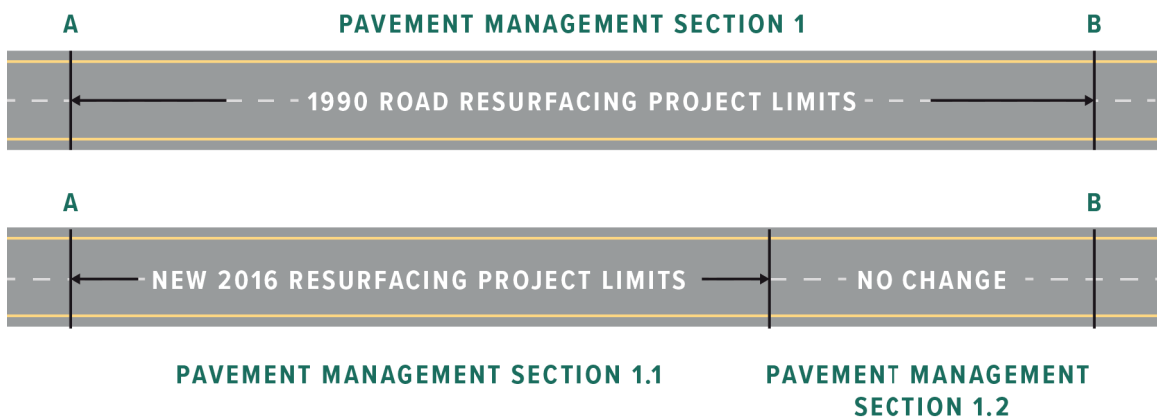 A PAVEMENT MANAGEMENT SECTION 1 B
1990 ROAD RESURFACING PROJECT LIMITS
A B
NEW 2016 RESURFACING PROJECT LIMITS NO CHANGE
PAVEMENT MANAGEMENT SECTION 1.1 PAVEMENT MANAGEMENT
SECTION 1.2